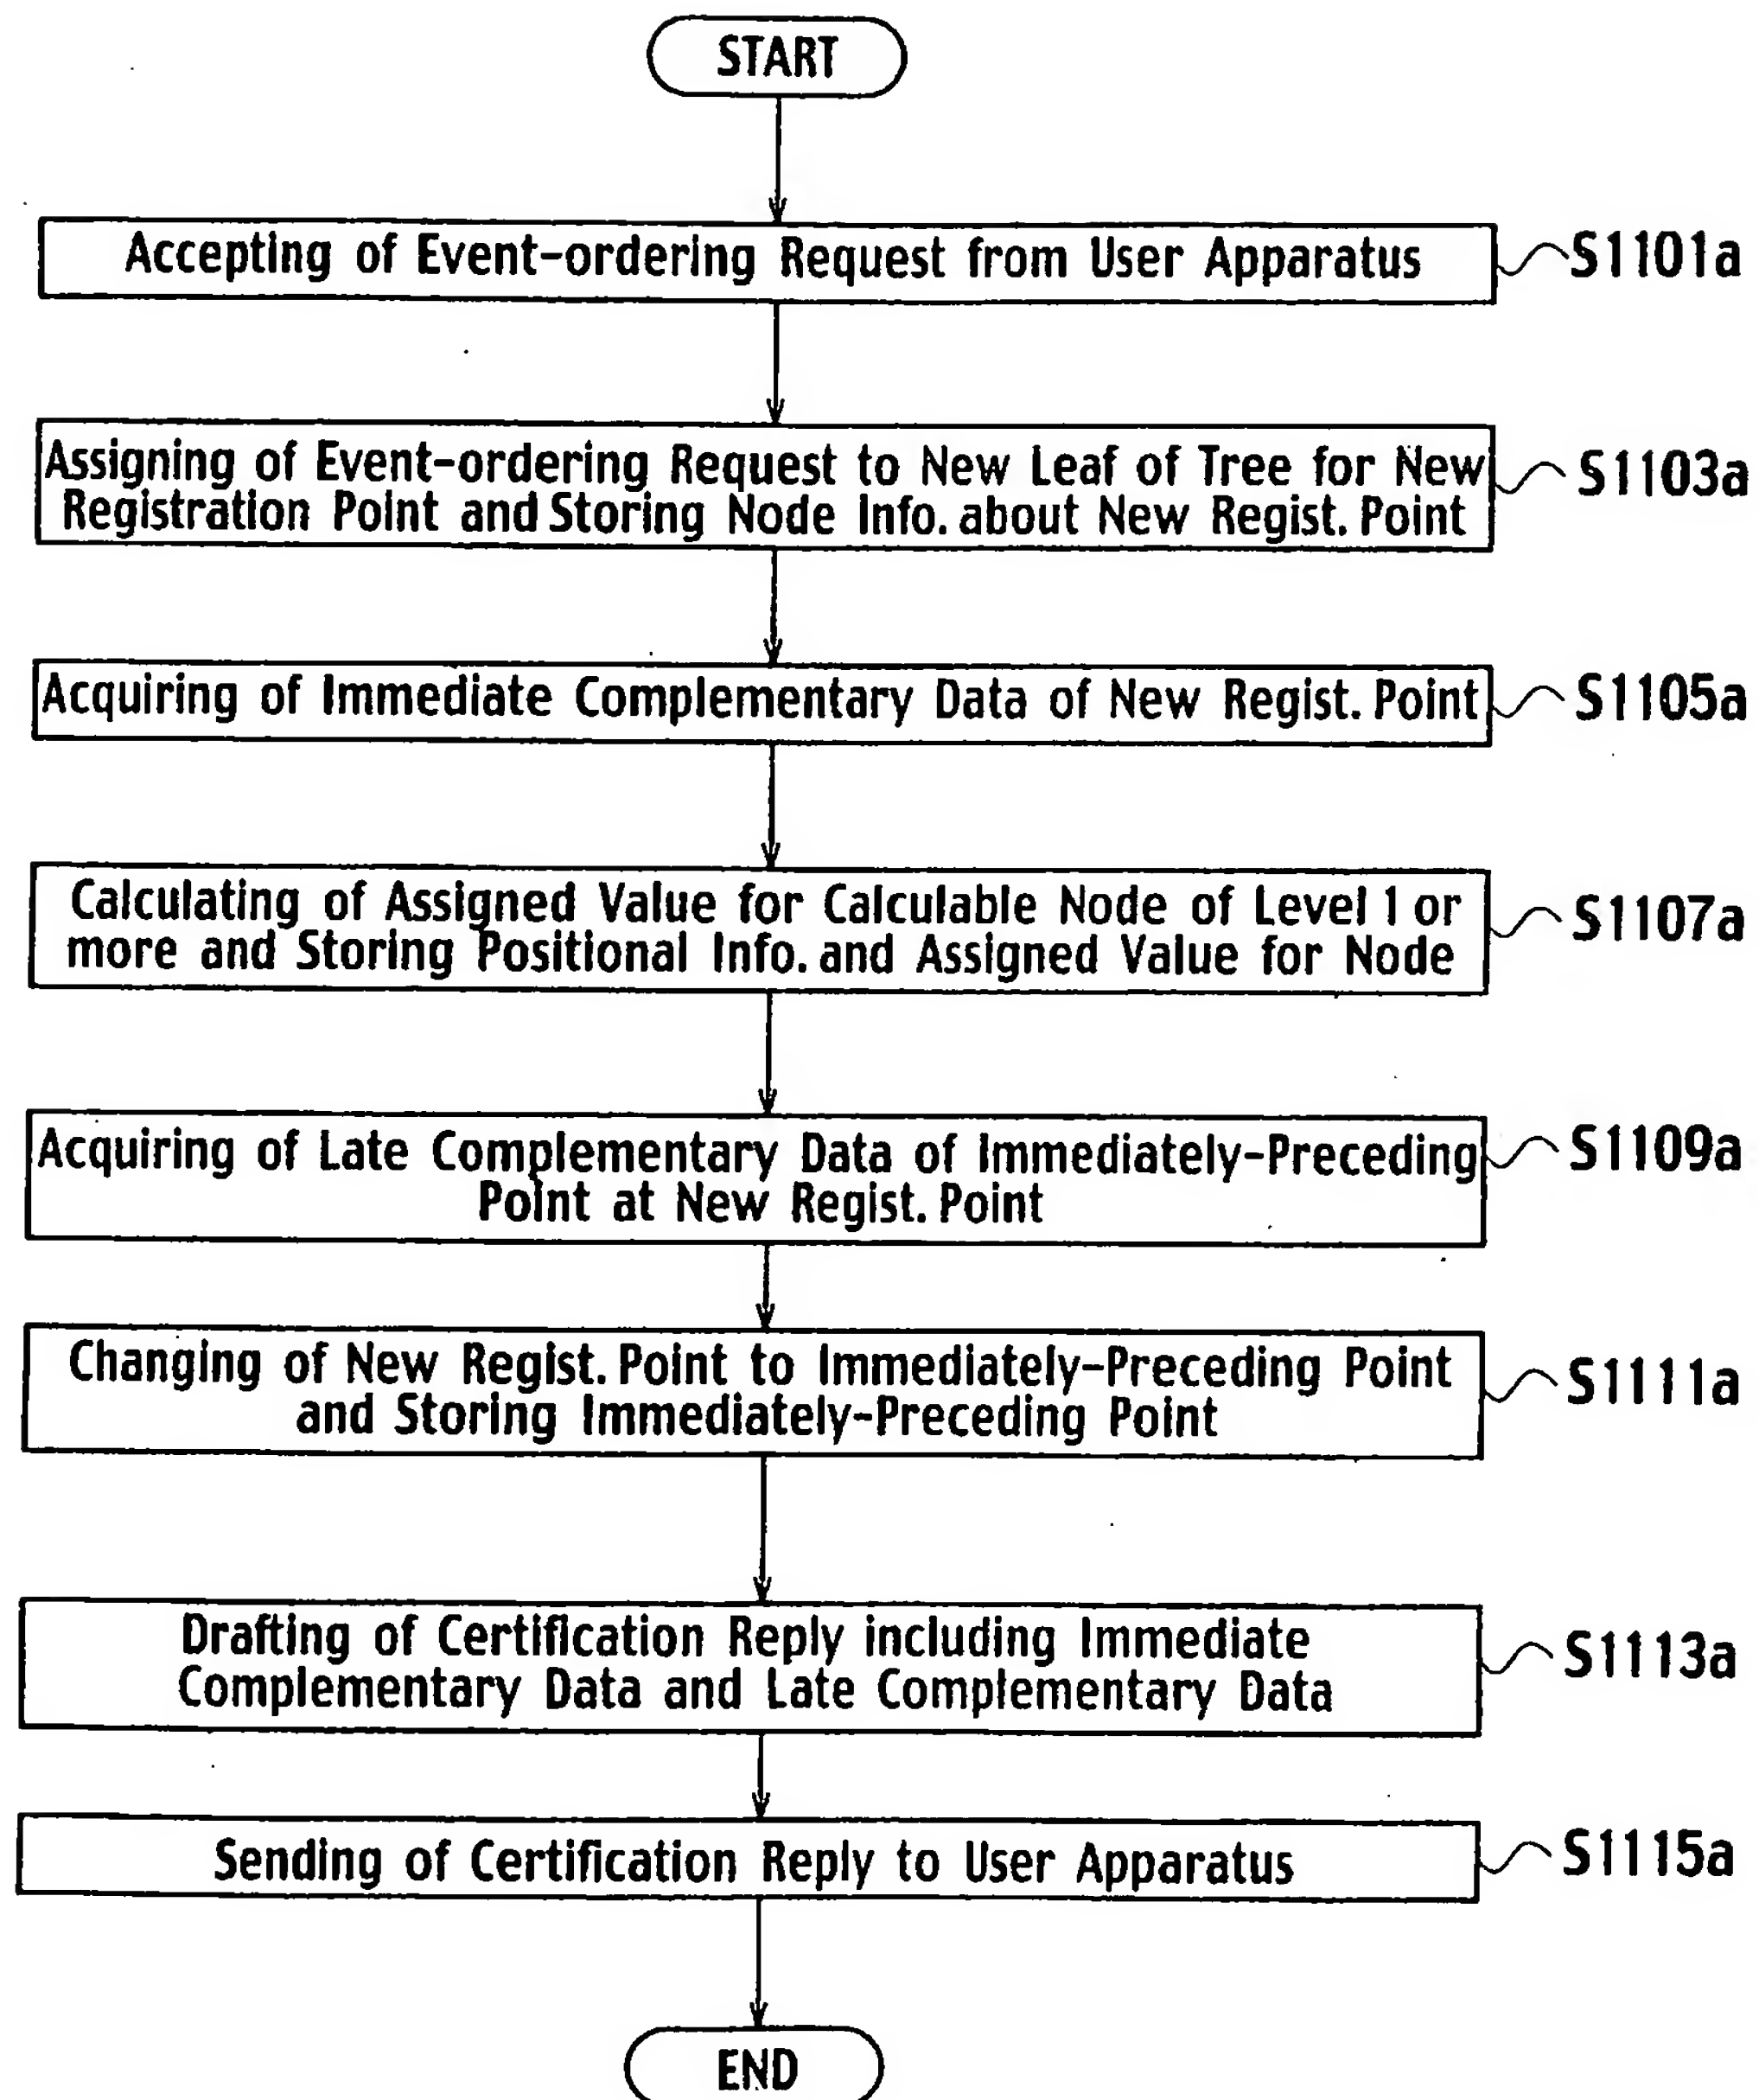 START
Accepting of Event-ordering Request from User Apparatus
S1101a
Assigning of Event-ordering Request to New Leaf of Tree for New
Registration Point and Storing Node Info. about New Regist. Point
S1103a
Acquiring of Immediate Complementary Data of New Regist. Point
S1105a
Calculating of Assigned Value for Calculable Node of Level 1 or
more and Storing Positional Info. and Assigned Value for Node
S1107a
Acquiring of Late Complementary Data of Immediately-Preceding
Point at New Regist. Point
S1109a
Changing of New Regist. Point to Immediately-Preceding Point
and Storing Immediately-Preceding Point
S1111a
Drafting of Certification Reply including Immediate
Complementary Data and Late Complementary Data
S1113a
Sending of Certification Reply to User Apparatus
S1115a
END